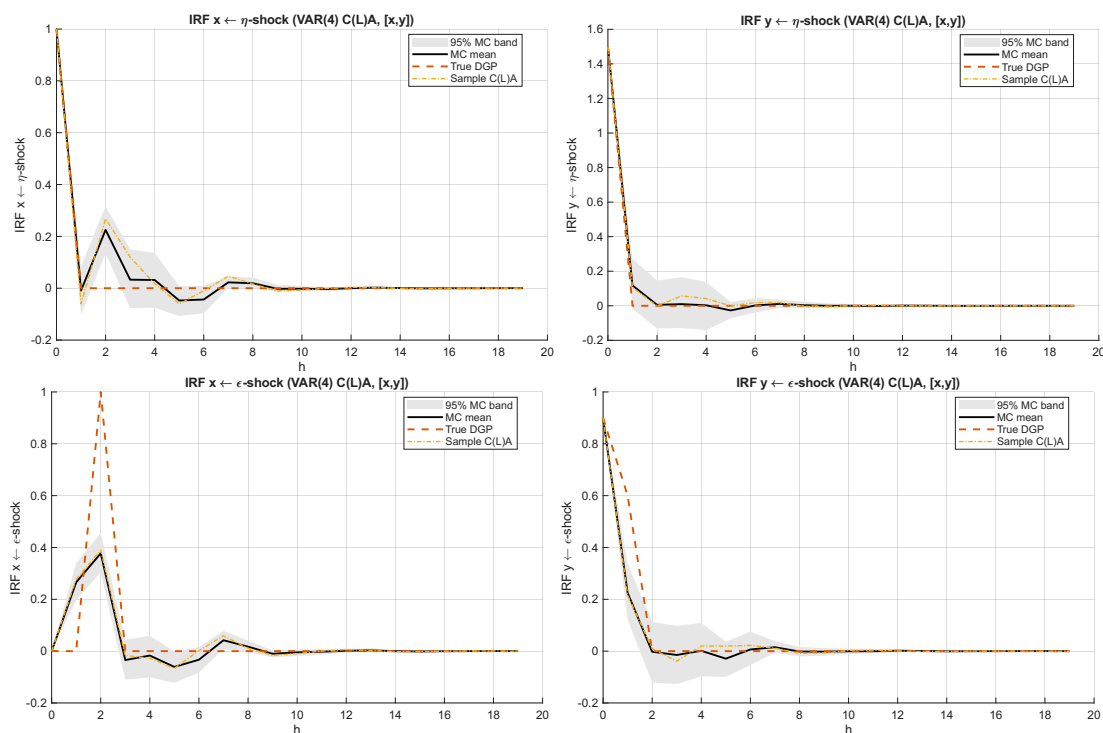 IRF x ← η-shock (VAR(4) C(L)A, [x,y])
1
0.8
0.6
0.4
0.2
0
-0.2
IRF x ← η-shock
0 2 4 6 8 10 12 14 16 18 20
h
95% MC band
MC mean
True DGP
Sample C(L)A
IRF y ← η-shock (VAR(4) C(L)A, [x,y])
1.6
1.4
1.2
1
0.8
0.6
0.4
0.2
0
-0.2
IRF y ← η-shock
0 2 4 6 8 10 12 14 16 18 20
h
95% MC band
MC mean
True DGP
Sample C(L)A
IRF x ← ϵ-shock (VAR(4) C(L)A, [x,y])
1
0.8
0.6
0.4
0.2
0
-0.2
IRF x ← ϵ-shock
0 2 4 6 8 10 12 14 16 18 20
h
95% MC band
MC mean
True DGP
Sample C(L)A
IRF y ← ϵ-shock (VAR(4) C(L)A, [x,y])
1
0.8
0.6
0.4
0.2
0
-0.2
IRF y ← ϵ-shock
0 2 4 6 8 10 12 14 16 18 20
h
95% MC band
MC mean
True DGP
Sample C(L)A